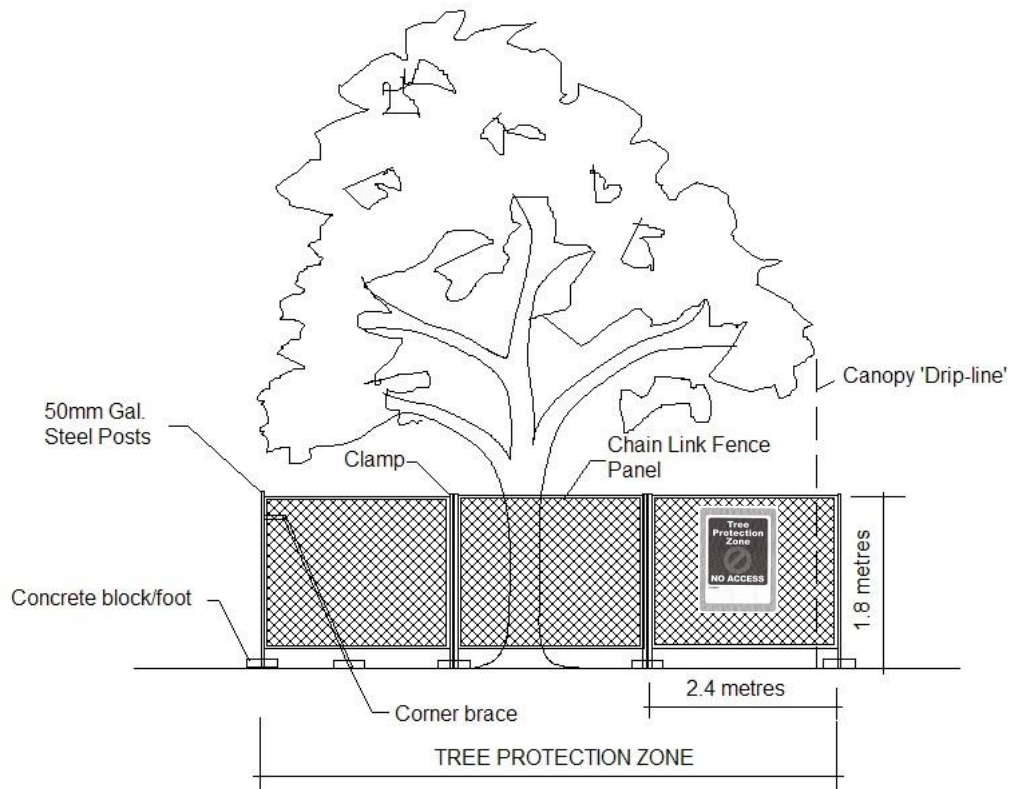 Canopy 'Drip-line'
50mm Gal.
Steel Posts
Clamp
Chain Link Fence
Panel
Tree
Protection
Zone
NO ACCESS
1.8 metres
Concrete block/foot
2.4 metres
Corner brace
TREE PROTECTION ZONE